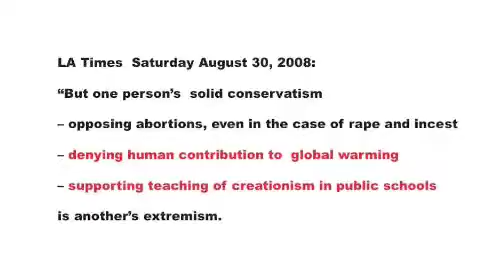 LA Times  Saturday August 30, 2008:
“But one person’s  solid conservatism
– opposing abortions, even in the case of rape and incest
– denying human contribution to  global warming
– supporting teaching of creationism in public schools
is another’s extremism.